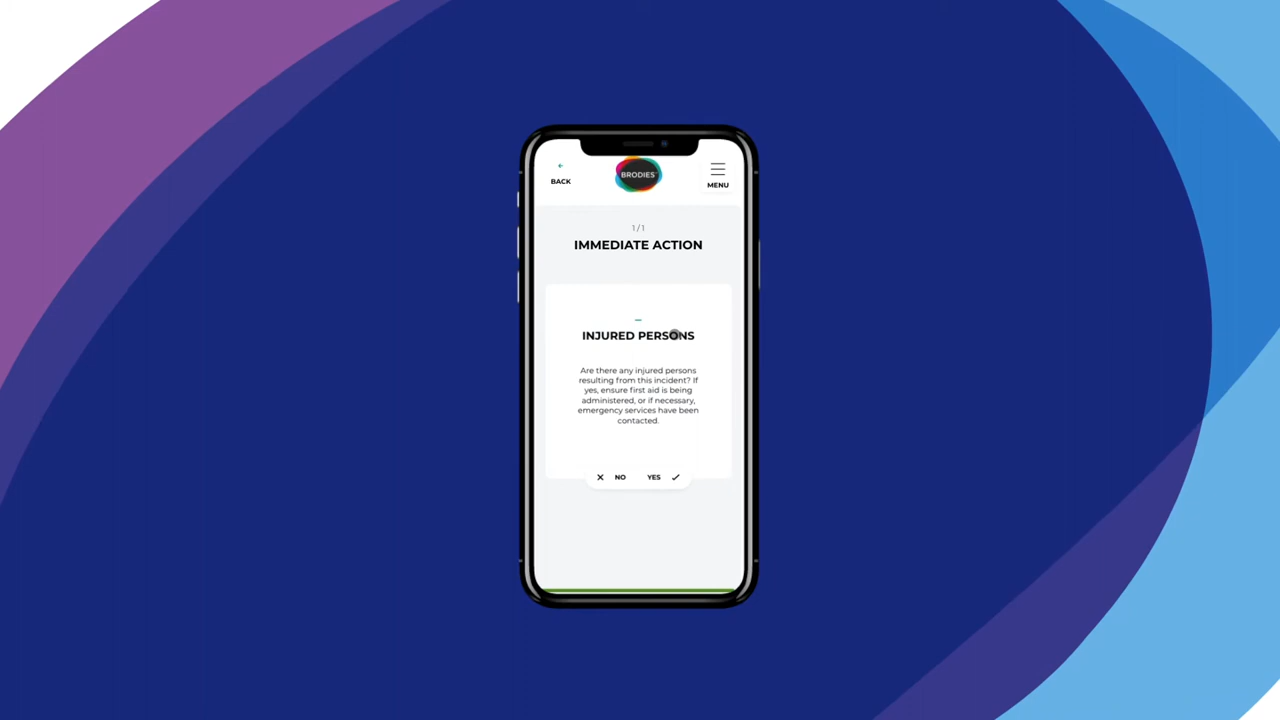 BACK
BRODIES
MENU
1/1
IMMEDIATE ACTION
INJURED PERSONS
Are there any injured persons
resulting from this incident? If
yes, ensure first aid is being
administered, or if necessary,
emergency services have been
contacted.
NO YES